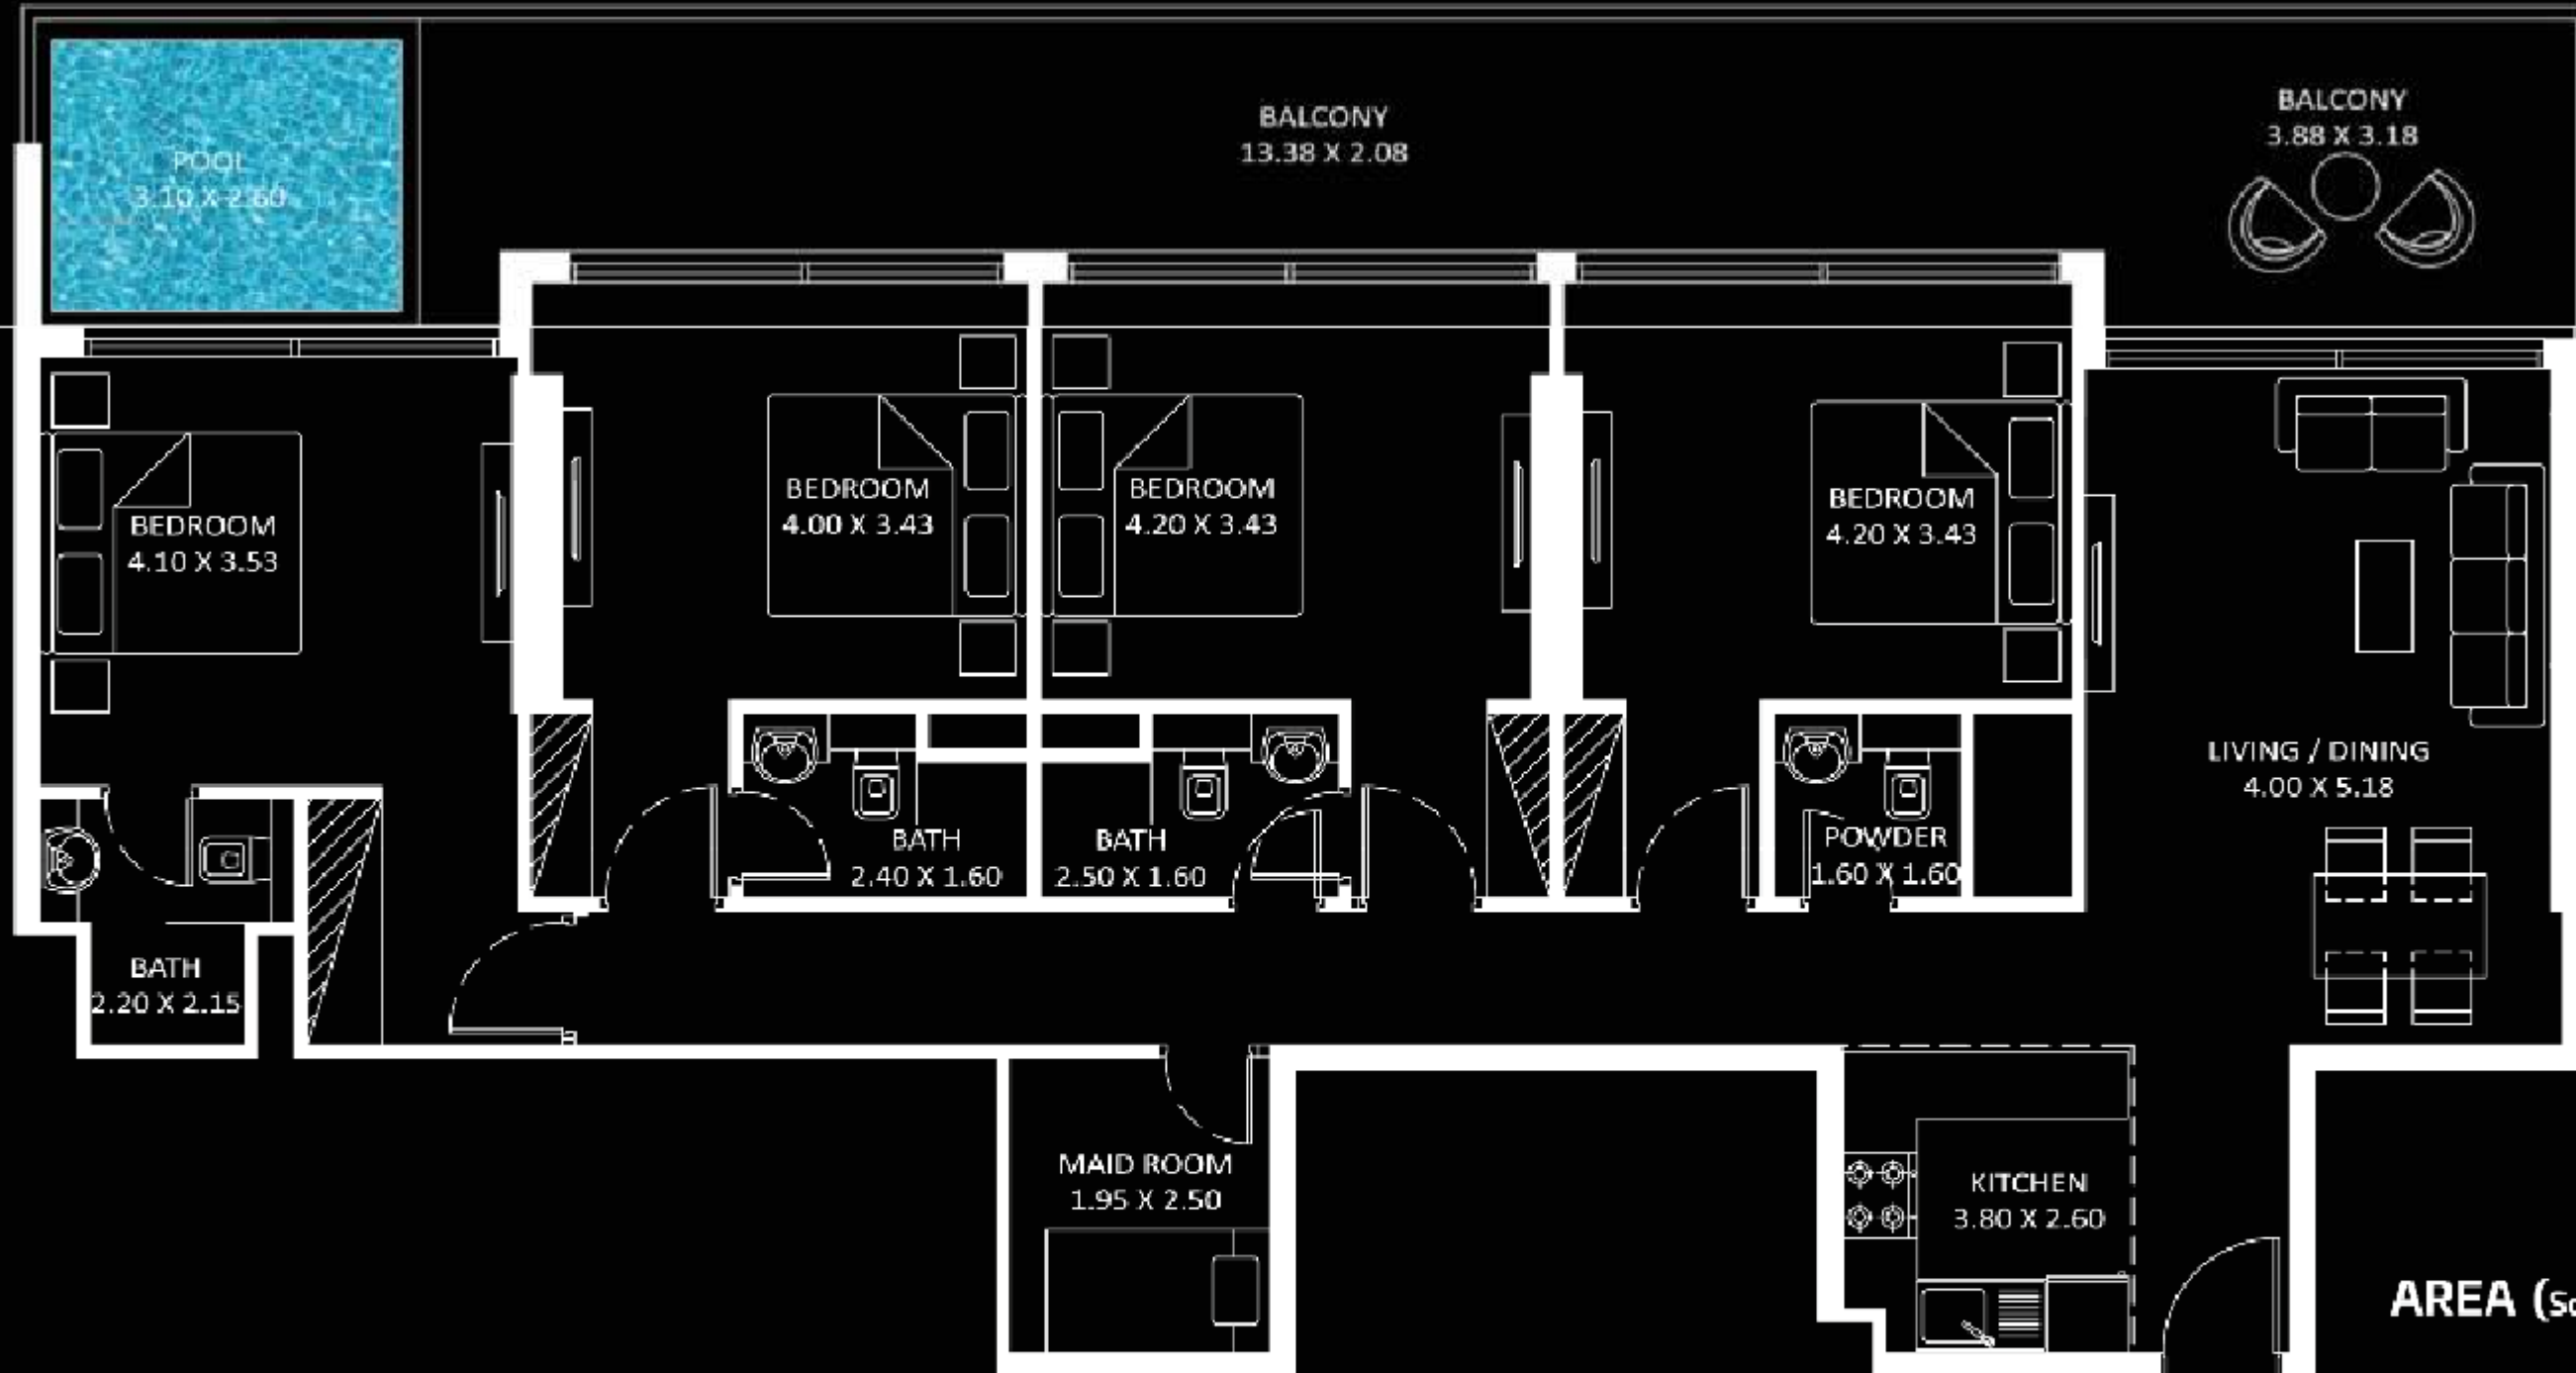 BALCONY
13.38 X 2.08
BALCONY
3.88 X 3.18
POOL
3.10 X 2.60
BEDROOM
4.10 X 3.53
BEDROOM
4.00 X 3.43
BEDROOM
4.20 X 3.43
BEDROOM
4.20 X 3.43
LIVING / DINING
4.00 X 5.18
BATH
2.40 X 1.60
BATH
2.50 X 1.60
POWDER
1.60 X 1.60
BATH
2.20 X 2.15
MAID ROOM
1.95 X 2.50
KITCHEN
3.80 X 2.60
AREA (